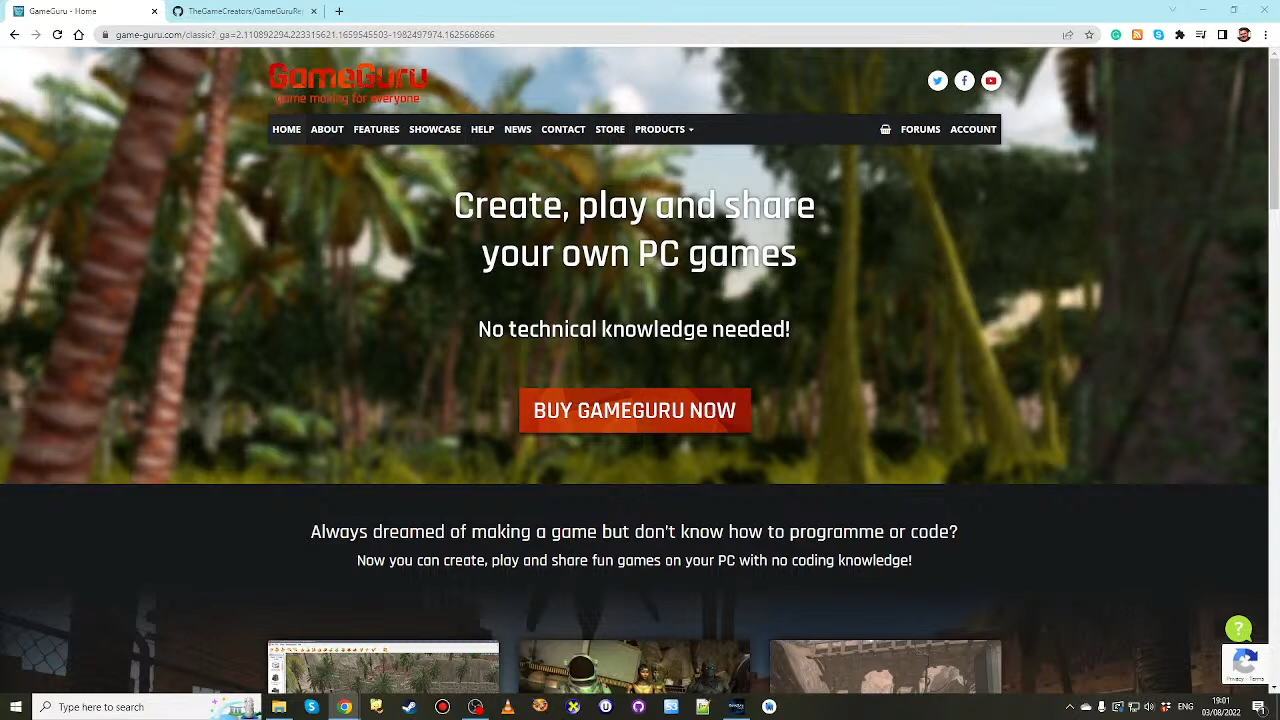 GameGuru - Home
TheGameCreators/GameGuruRe
game-guru.com/classic?_ga=2.110892294.223315621.1659545503-1982497974.1625668666
GameGuru
game making for everyone
HOME ABOUT FEATURES SHOWCASE HELP NEWS CONTACT STORE PRODUCTS FORUMS ACCOUNT
Create, play and share
your own PC games
No technical knowledge needed!
BUY GAMEGURU NOW
Always dreamed of making a game but don't know how to programme or code?
Now you can create, play and share fun games on your PC with no coding knowledge!
?
Privacy - Terms
Type here to search
ENG
19:01
03/08/2022